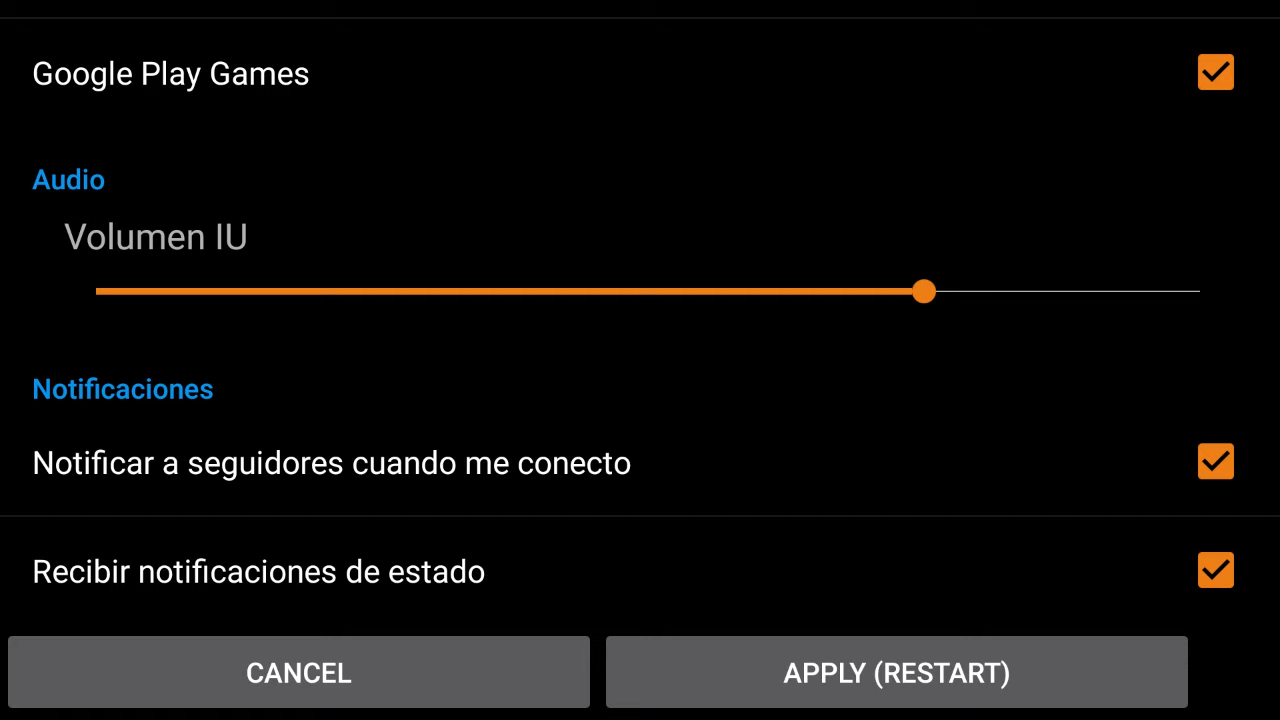 Google Play Games
Audio
Volumen IU
Notificaciones
Notificar a seguidores cuando me conecto
Recibir notificaciones de estado
CANCEL
APPLY (RESTART)